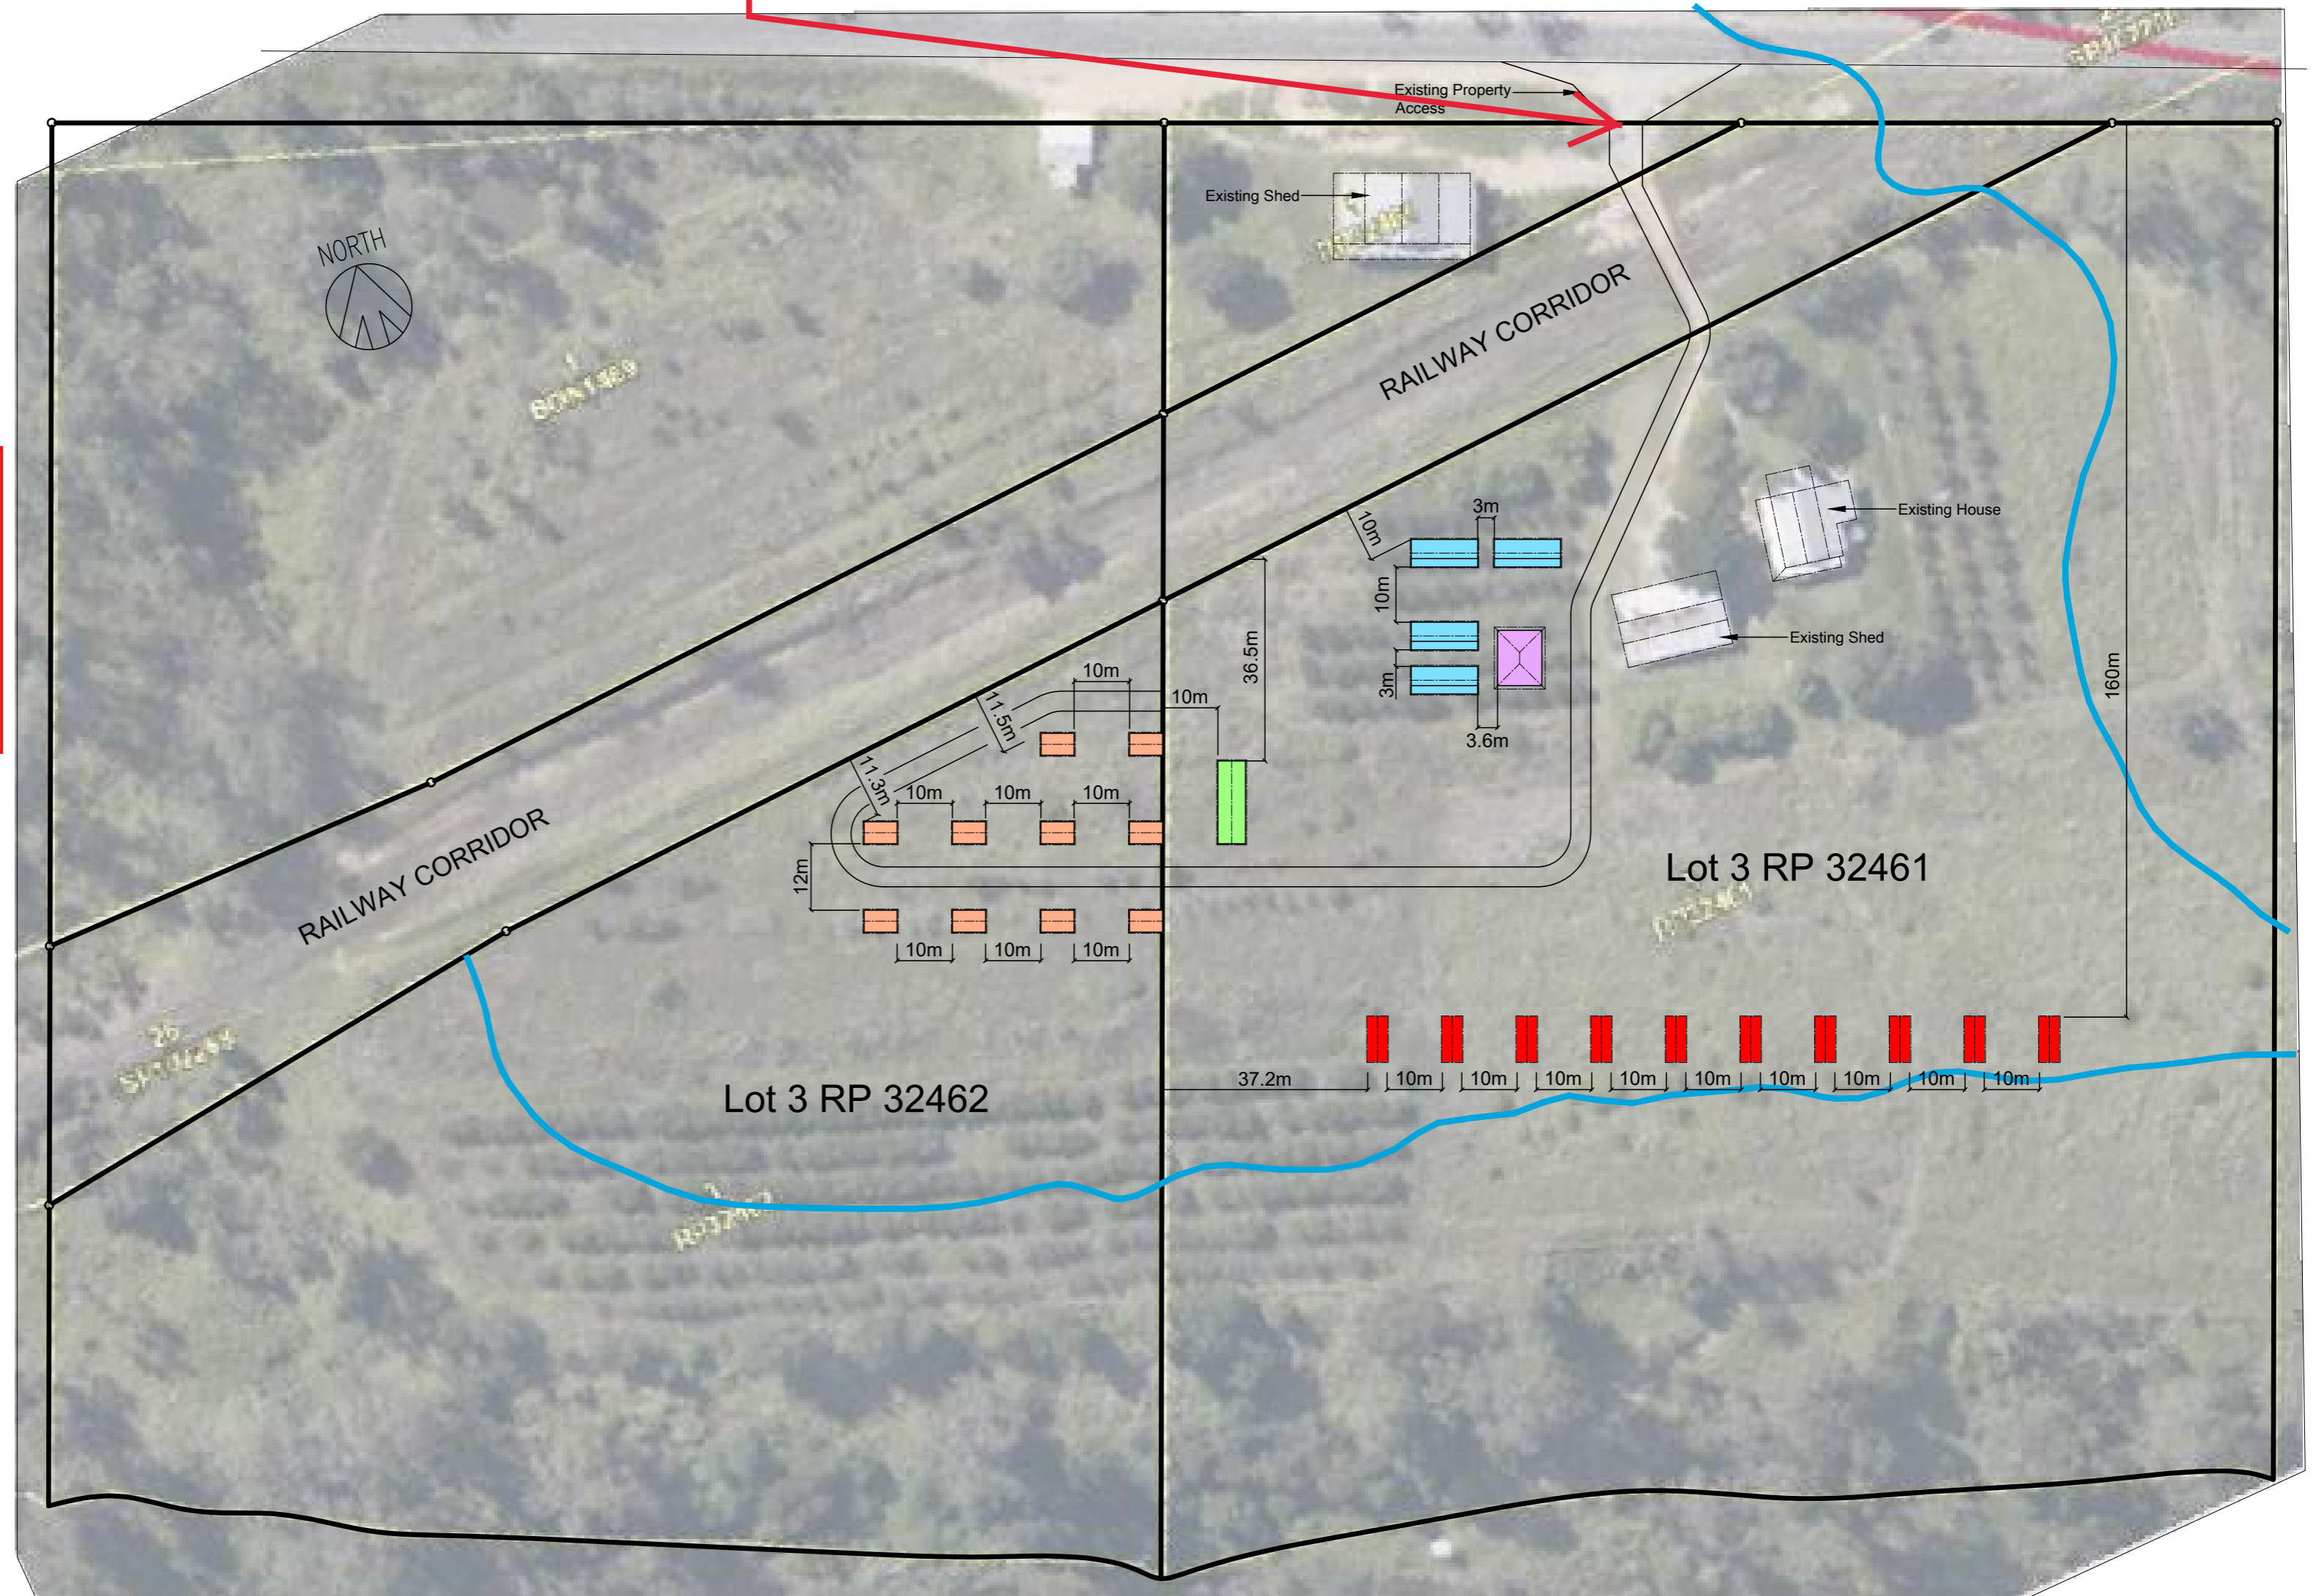 Existing Property
Access
Existing Shed
NORTH
RAILWAY CORRIDOR
3m
10m
Existing House
10m
Existing Shed
36.5m
160m
3m
10m
10m
11.5m
3.6m
11.3m
10m
10m
10m
RAILWAY CORRIDOR
12m
Lot 3 RP 32461
10m
10m
10m
37.2m
10m
10m
10m
10m
10m
10m
10m
10m
10m
Lot 3 RP 32462